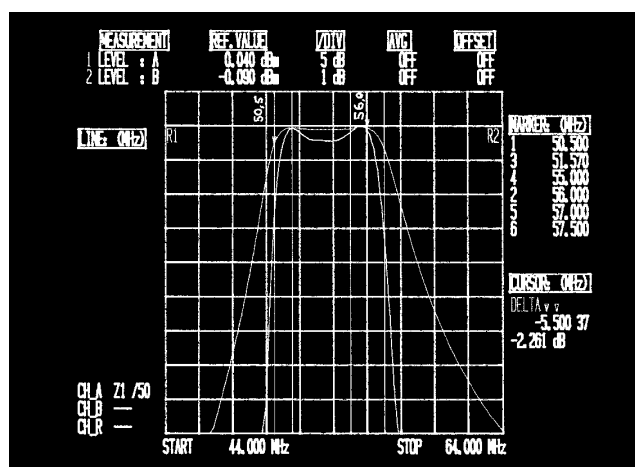 MEASUREMENT REF.VALUE /DIV AVG OFFSET
1 LEVEL : A 0.040 dBm 5 dB OFF OFF
2 LEVEL : B -0.090 dBm 1 dB OFF OFF
50,5 56,0
LINE: (MHz) R1 R2
MARKER: (MHz)
1 50.500
3 51.570
4 55.000
2 56.000
5 57.000
6 57.500
CURSOR: (MHz)
DELTA
-5.500 37
-2.261 dB
CH_A Z1 /50
CH_B ---
CH_R ---
START 44.000 MHz STOP 64.000 MHz